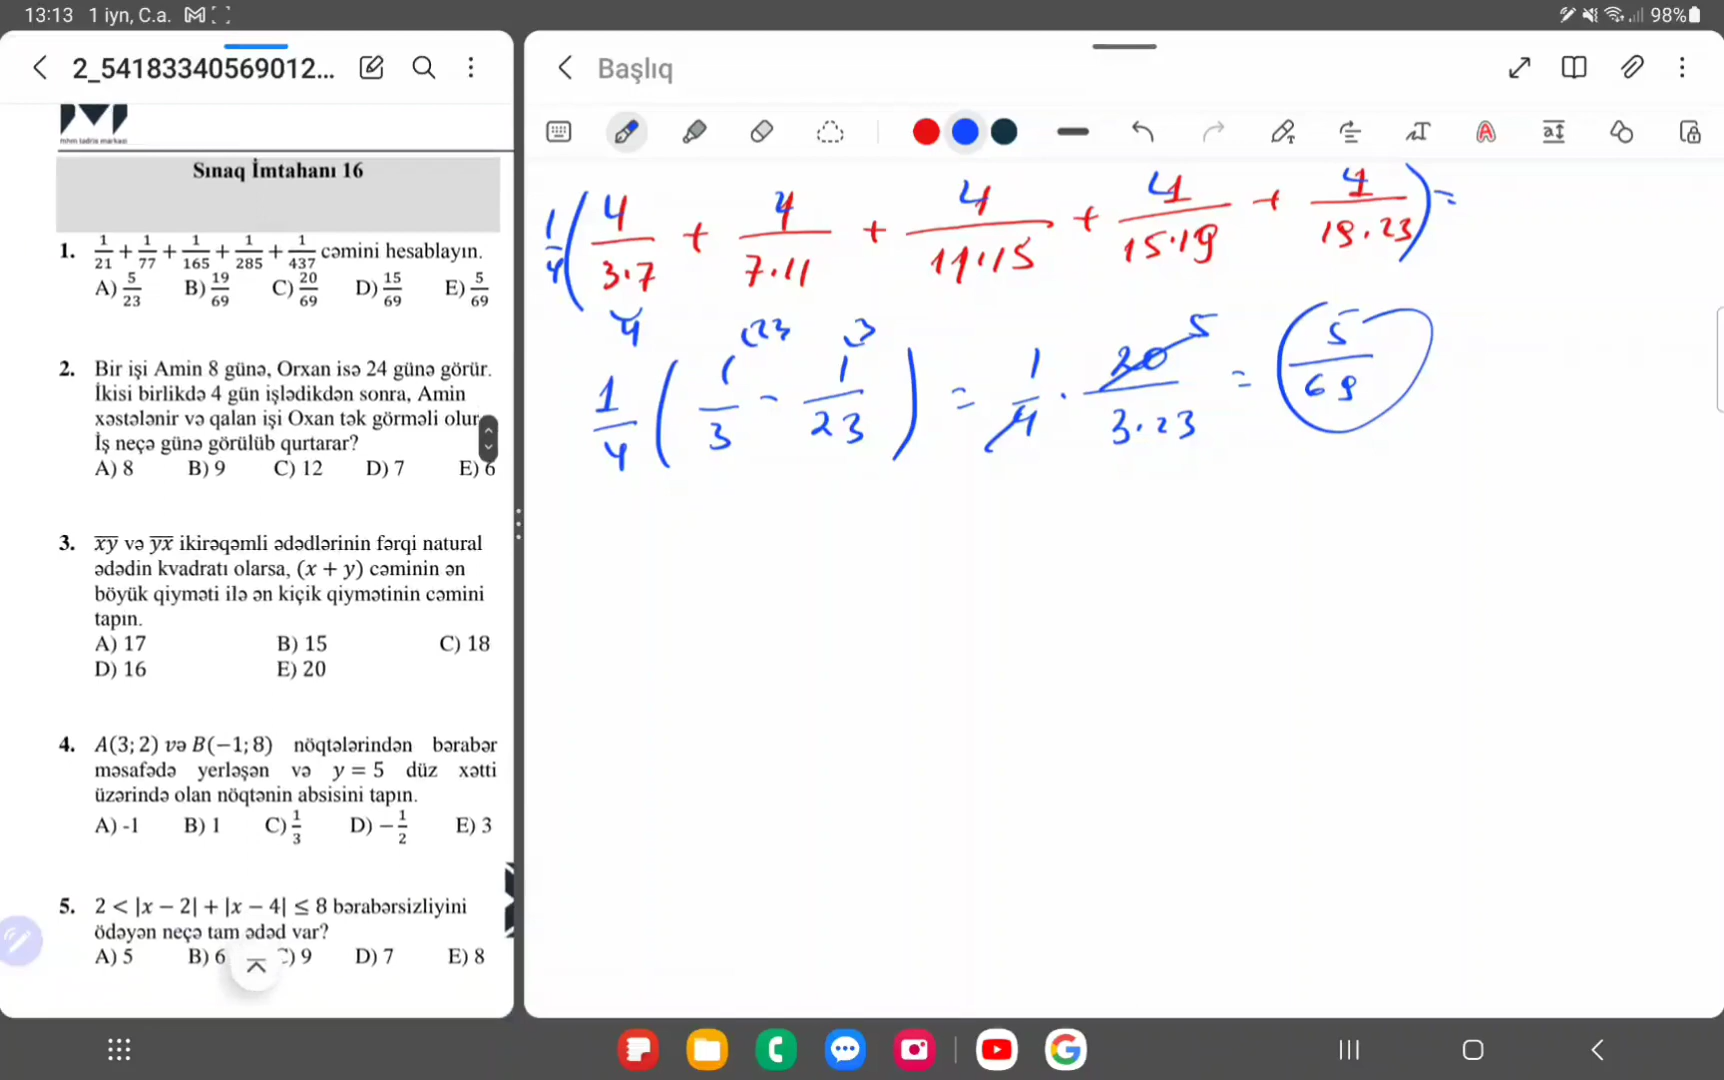 13:13 1 iyn, C.a.
98%
2_54183340569012...
Başlıq
mhm tədris mərkəzi
Sınaq İmtahanı 16
1. 1/21 + 1/77 + 1/165 + 1/285 + 1/437 cəmini hesablayın.
A) 5/23 B) 19/69 C) 20/69 D) 15/69 E) 5/69
2. Bir işi Amin 8 günə, Orxan isə 24 günə görür.
İkisi birlikdə 4 gün işlədikdən sonra, Amin
xəstələnir və qalan işi Oxan tək görməli olur
İş neçə günə görülüb qurtarar?
A) 8 B) 9 C) 12 D) 7 E) 6
3. x̅y̅ və y̅x̅ ikirəqəmli ədədlərinin fərqi natural
ədədin kvadratı olarsa, (x + y) cəminin ən
böyük qiyməti ilə ən kiçik qiymətinin cəmini
tapın.
A) 17 B) 15 C) 18
D) 16 E) 20
4. A(3; 2) və B(−1; 8) nöqtələrindən bərabər
məsafədə yerləşən və y = 5 düz xətti
üzərində olan nöqtənin absisini tapın.
A) -1 B) 1 C) 1/3 D) −1/2 E) 3
5. 2 < |x − 2| + |x − 4| ≤ 8 bərabərsizliyini
ödəyən neçə tam ədəd var?
A) 5 B) 6 C) 9 D) 7 E) 8
1/4 ( 4/3·7 + 4/7·11 + 4/11·15 + 4/15·19 + 4/19·23 ) =
4 23 3
1/4 ( 1/3 - 1/23 ) = 1/4 · 20/3·23 = 5/69
5